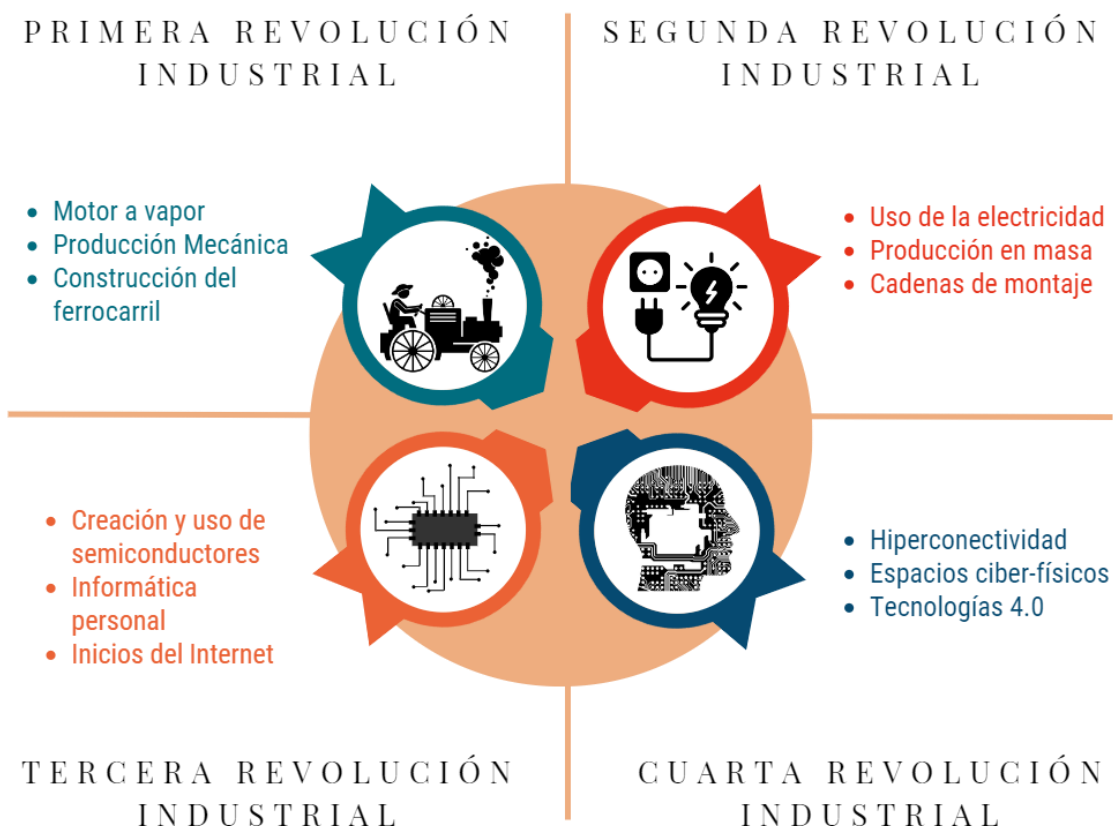 PRIMERA REVOLUCIÓN
INDUSTRIAL
• Motor a vapor
• Producción Mecánica
• Construcción del
ferrocarril
SEGUNDA REVOLUCIÓN
INDUSTRIAL
• Uso de la electricidad
• Producción en masa
• Cadenas de montaje
• Creación y uso de
semiconductores
• Informática
personal
• Inicios del Internet
TERCERA REVOLUCIÓN
INDUSTRIAL
• Hiperconectividad
• Espacios ciber-físicos
• Tecnologías 4.0
CUARTA REVOLUCIÓN
INDUSTRIAL